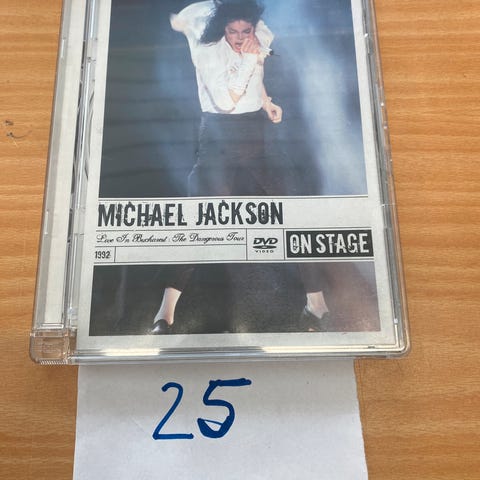 MICHAEL JACKSON
Live In Bucharest : The Dangerous Tour
DVD
VIDEO
ON STAGE
1992
25